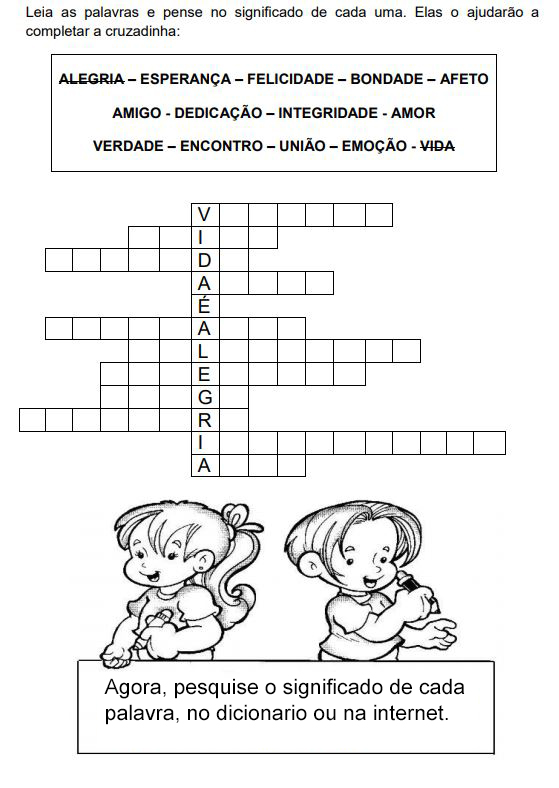 Leia as palavras e pense no significado de cada uma. Elas o ajudarão a
completar a cruzadinha:
ALEGRIA – ESPERANÇA – FELICIDADE – BONDADE – AFETO
AMIGO - DEDICAÇÃO – INTEGRIDADE - AMOR
VERDADE – ENCONTRO – UNIÃO – EMOÇÃO - VIDA
V
I
D
A
É
A
L
E
G
R
I
A
Agora, pesquise o significado de cada
palavra, no dicionario ou na internet.